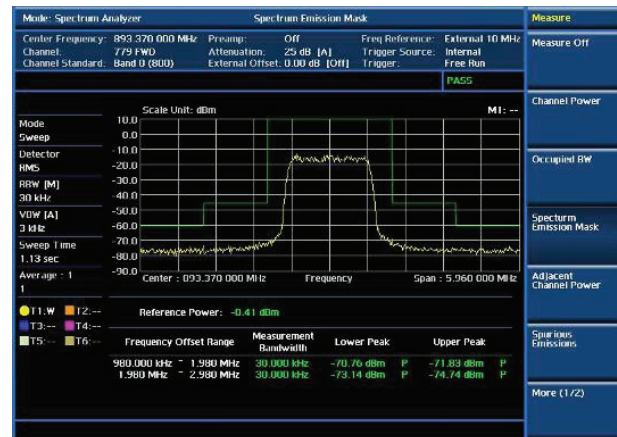 Mode: Spectrum Analyzer Spectrum Emission Mask Measure
Center Frequency: 893.370 000 MHz Preamp: Off Freq Reference: External 10 MHz
Channel: 779 FWD Attenuation: 25 dB [A] Trigger Source: Internal
Channel Standard: Band 0 (800) External Offset: 0.00 dB [Off] Trigger: Free Run
Measure Off
PASS
Scale Unit: dBm M1: --
Channel Power
10.0
Mode
Sweep
0.0
-10.0
Detector
RMS
-20.0
Occupied BW
-30.0
RBW [M]
30 kHz
-40.0
-50.0
VBW [A]
3 kHz
-60.0
Specturm
Emission Mask
-70.0
Sweep Time
1.13 sec
-80.0
-90.0
Average : 1
1
Center : 893.370 000 MHz Frequency Span : 5.960 000 MHz
Adjacent
Channel Power
T1:W T2:--
T3:-- T4:--
T5:-- T6:--
Reference Power: -0.41 dBm
Frequency Offset Range Measurement Bandwidth Lower Peak Upper Peak
980.000 kHz ~ 1.980 MHz 30.000 kHz -70.76 dBm P -71.83 dBm P
1.980 MHz ~ 2.980 MHz 30.000 kHz -73.14 dBm P -74.74 dBm P
Spurious
Emissions
More (1/2)